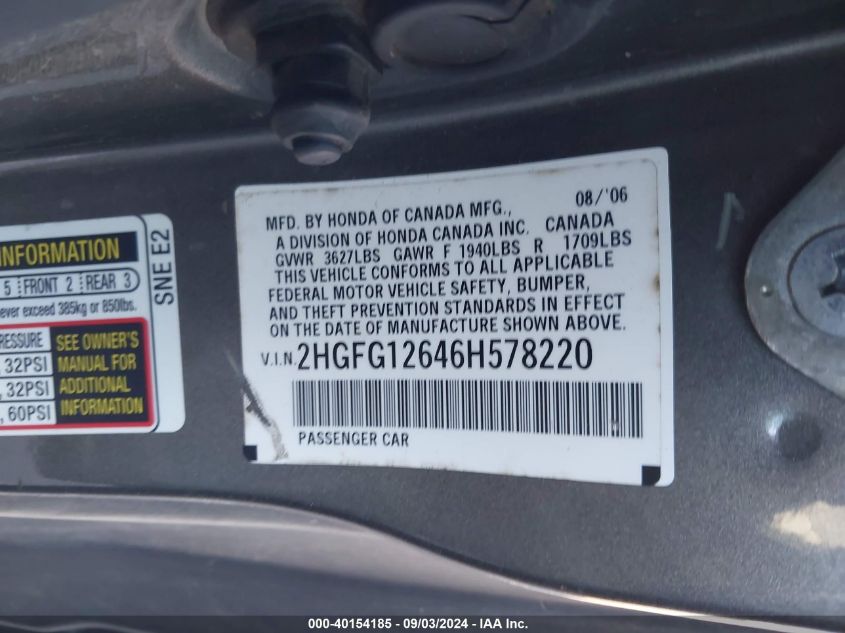 08/'06
MFD. BY HONDA OF CANADA MFG.,
A DIVISION OF HONDA CANADA INC. CANADA
GVWR 3627LBS GAWR F 1940LBS R 1709LBS
THIS VEHICLE CONFORMS TO ALL APPLICABLE
FEDERAL MOTOR VEHICLE SAFETY, BUMPER,
AND THEFT PREVENTION STANDARDS IN EFFECT
ON THE DATE OF MANUFACTURE SHOWN ABOVE.
V.I.N. 2HGFG12646H578220
PASSENGER CAR
INFORMATION
5 FRONT 2 REAR 3
ever exceed 385kg or 850lbs.
RESSURE
, 32PSI
, 32PSI
, 60PSI
SEE OWNER'S
MANUAL FOR
ADDITIONAL
INFORMATION
SNE E2
000-40154185 - 09/03/2024 - IAA Inc.